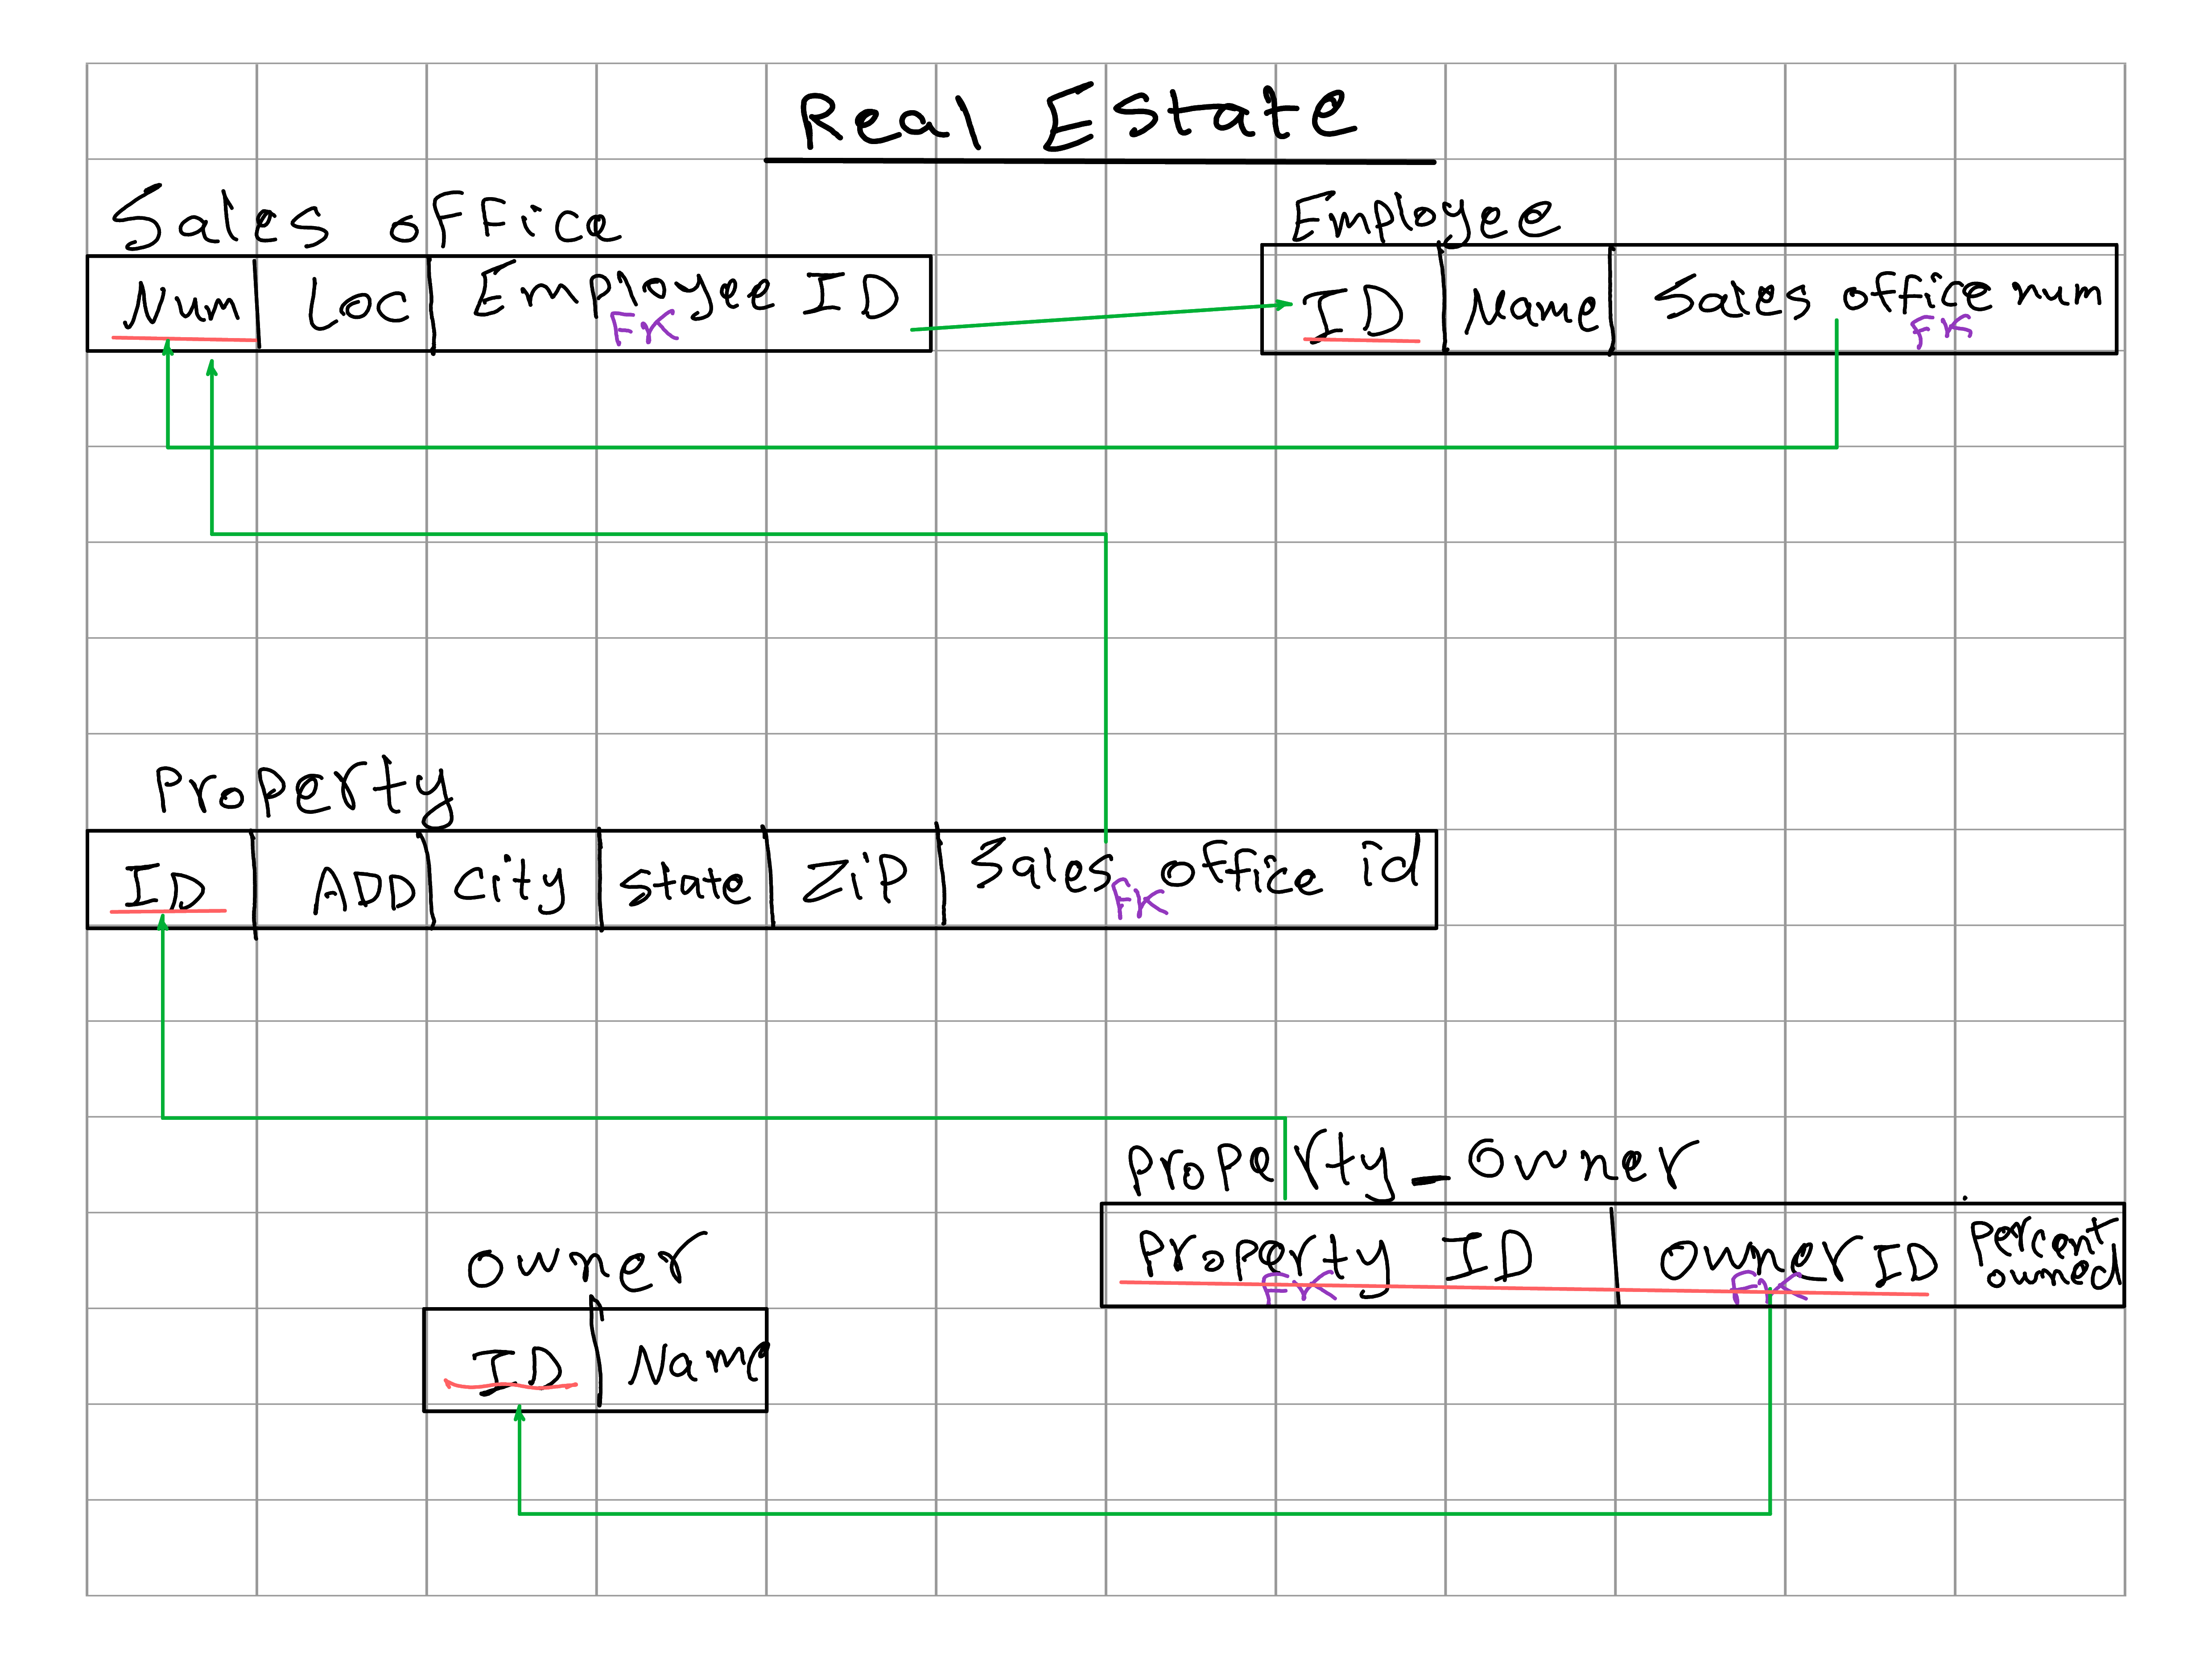 Real Estate
Sales office
Num Loc Employee ID
FK
Employee
ID Name Sales office num
FK
Property
ID ADD City state ZiP Sales office id
FK
Property_Owner
Property ID Owner ID Percent owned
FK FK
owner
ID Name